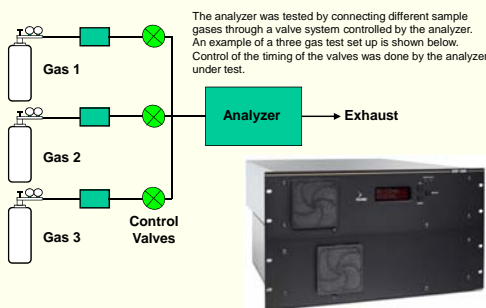 The analyzer was tested by connecting different sample
gases through a valve system controlled by the analyzer.
An example of a three gas test set up is shown below.
Control of the timing of the valves was done by the analyzer
under test.
Gas 1
Analyzer
Exhaust
Gas 2
Control
Valves
Gas 3